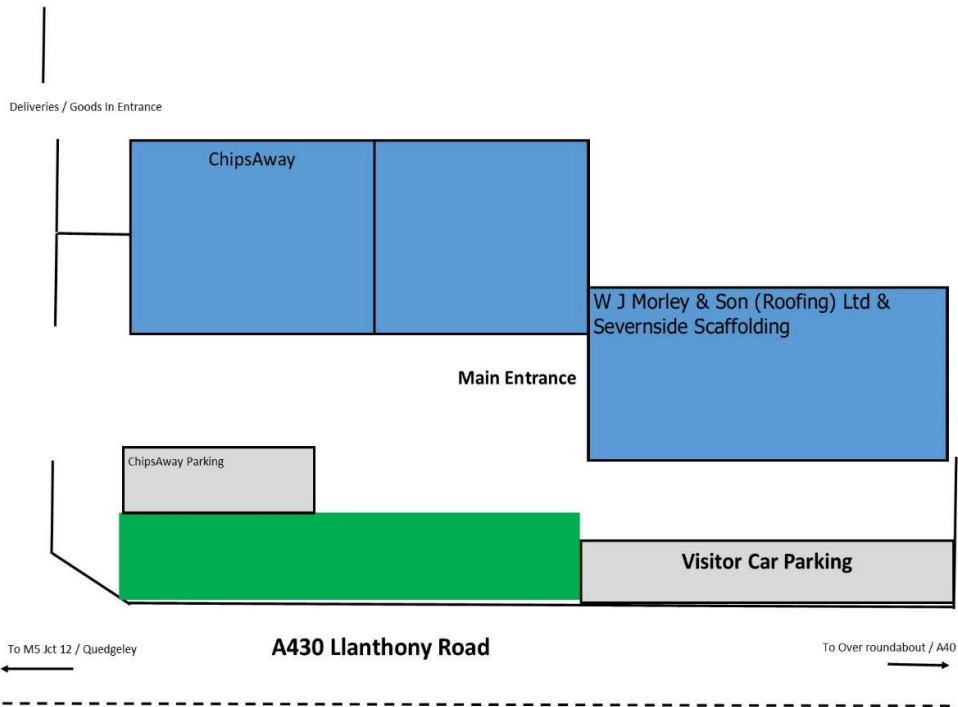 Deliveries / Goods In Entrance
ChipsAway
W J Morley & Son (Roofing) Ltd &
Severnside Scaffolding
Main Entrance
ChipsAway Parking
Visitor Car Parking
To M5 Jct 12 / Quedgeley
A430 Llanthony Road
To Over roundabout / A40